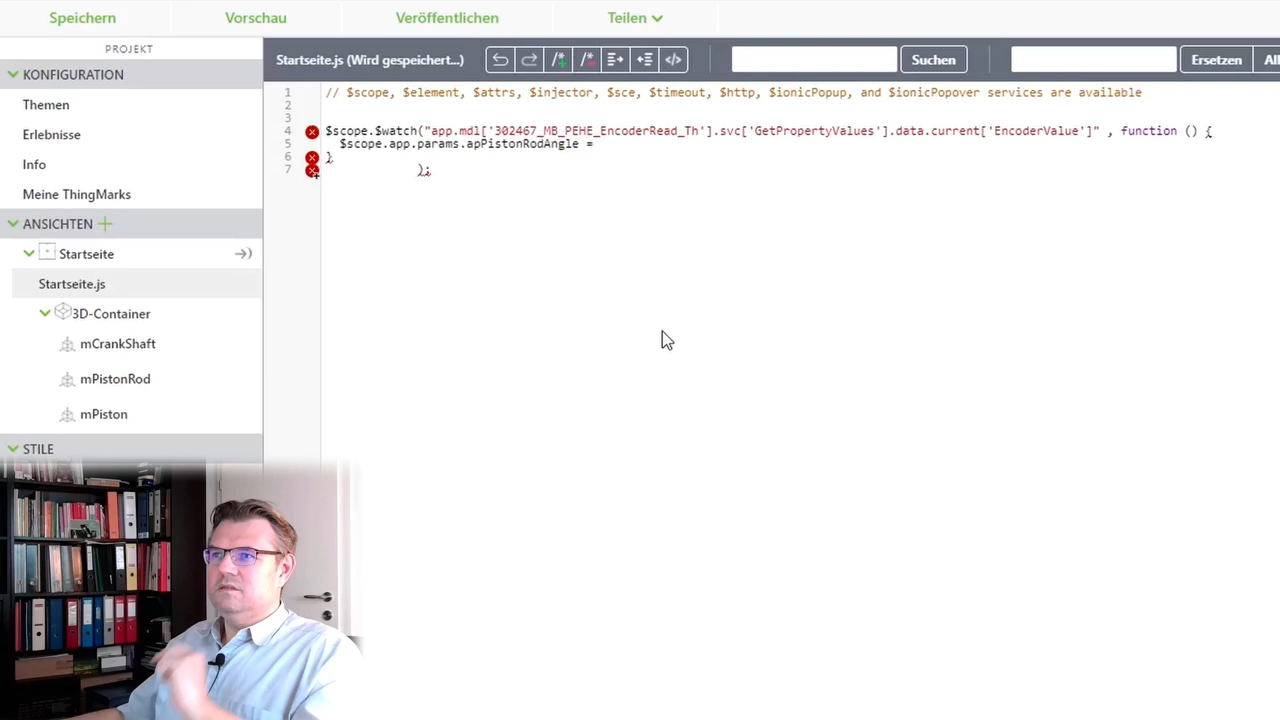 Speichern Vorschau Veröffentlichen Teilen
PROJEKT
KONFIGURATION
Themen
Erlebnisse
Info
Meine ThingMarks
ANSICHTEN
Startseite
Startseite.js
3D-Container
mCrankShaft
mPistonRod
mPiston
STILE
Startseite.js (Wird gespeichert...) Suchen Ersetzen
1 // $scope, $element, $attrs, $injector, $sce, $timeout, $http, $ionicPopup, and $ionicPopover services are available
2
3
4 $scope.$watch("app.mdl['302467_MB_PEHE_EncoderRead_Th'].svc['GetPropertyValues'].data.current['EncoderValue']" , function () {
5 $scope.app.params.apPistonRodAngle =
6 }
7 );